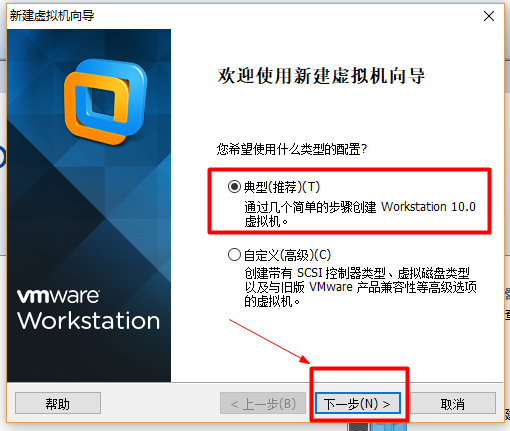 新建虚拟机向导
欢迎使用新建虚拟机向导
您希望使用什么类型的配置?
典型(推荐)(T)
通过几个简单的步骤创建 Workstation 10.0
虚拟机。
自定义(高级)(C)
创建带有 SCSI 控制器类型、虚拟磁盘类型
以及与旧版 VMware 产品兼容性等高级选项
的虚拟机。
vmware
Workstation
帮助
< 上一步(B)
下一步(N) >
取消